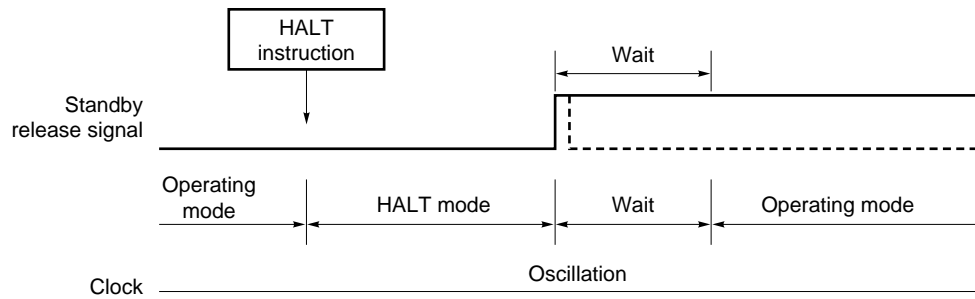 HALT
instruction
Wait
Standby
release signal
Operating
mode
HALT mode
Wait
Operating mode
Oscillation
Clock